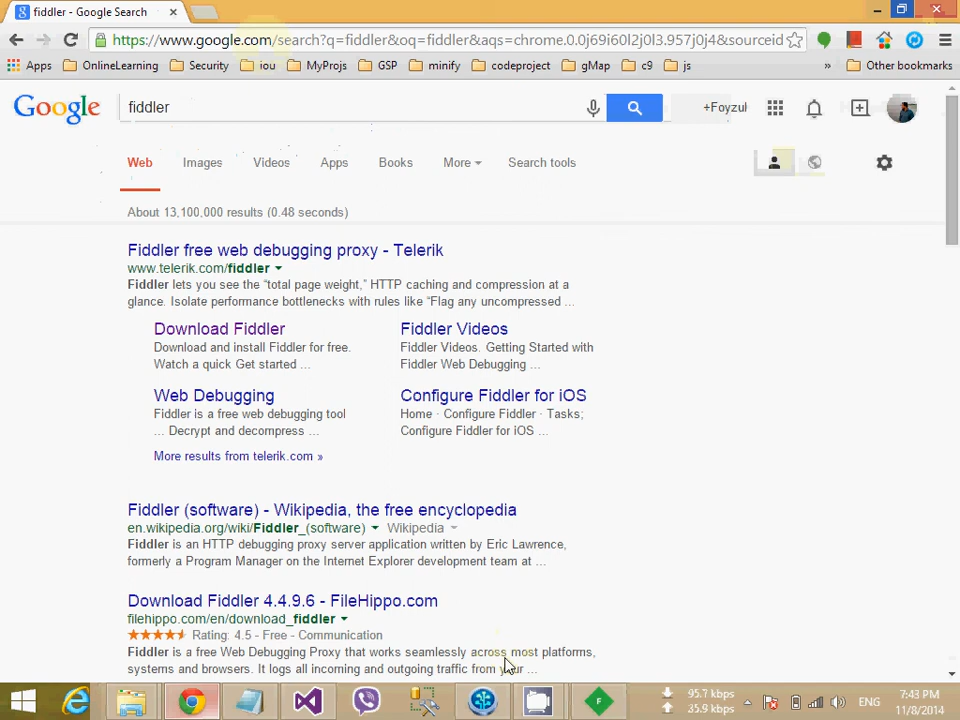 fiddler - Google Search
https://www.google.com/search?q=fiddler&oq=fiddler&aqs=chrome.0.0j69i60l2j0l3.957j0j4&sourceid
Apps OnlineLearning Security iou MyProjs GSP minify codeproject gMap c9 js » Other bookmarks
Google fiddler +Foyzul
Web Images Videos Apps Books More Search tools
About 13,100,000 results (0.48 seconds)
Fiddler free web debugging proxy - Telerik
www.telerik.com/fiddler
Fiddler lets you see the “total page weight,” HTTP caching and compression at a
glance. Isolate performance bottlenecks with rules like “Flag any uncompressed ...
Download Fiddler
Download and install Fiddler for free.
Watch a quick Get started ...
Fiddler Videos
Fiddler Videos. Getting Started with
Fiddler Web Debugging ...
Web Debugging
Fiddler is a free web debugging tool
... Decrypt and decompress ...
Configure Fiddler for iOS
Home · Configure Fiddler · Tasks;
Configure Fiddler for iOS ...
More results from telerik.com »
Fiddler (software) - Wikipedia, the free encyclopedia
en.wikipedia.org/wiki/Fiddler_(software) Wikipedia
Fiddler is an HTTP debugging proxy server application written by Eric Lawrence,
formerly a Program Manager on the Internet Explorer development team at ...
Download Fiddler 4.4.9.6 - FileHippo.com
filehippo.com/en/download_fiddler
Rating: 4.5 - Free - Communication
Fiddler is a free Web Debugging Proxy that works seamlessly across most platforms,
systems and browsers. It logs all incoming and outgoing traffic from your ...
95.7 kbps
35.9 kbps
ENG
7:43 PM
11/8/2014